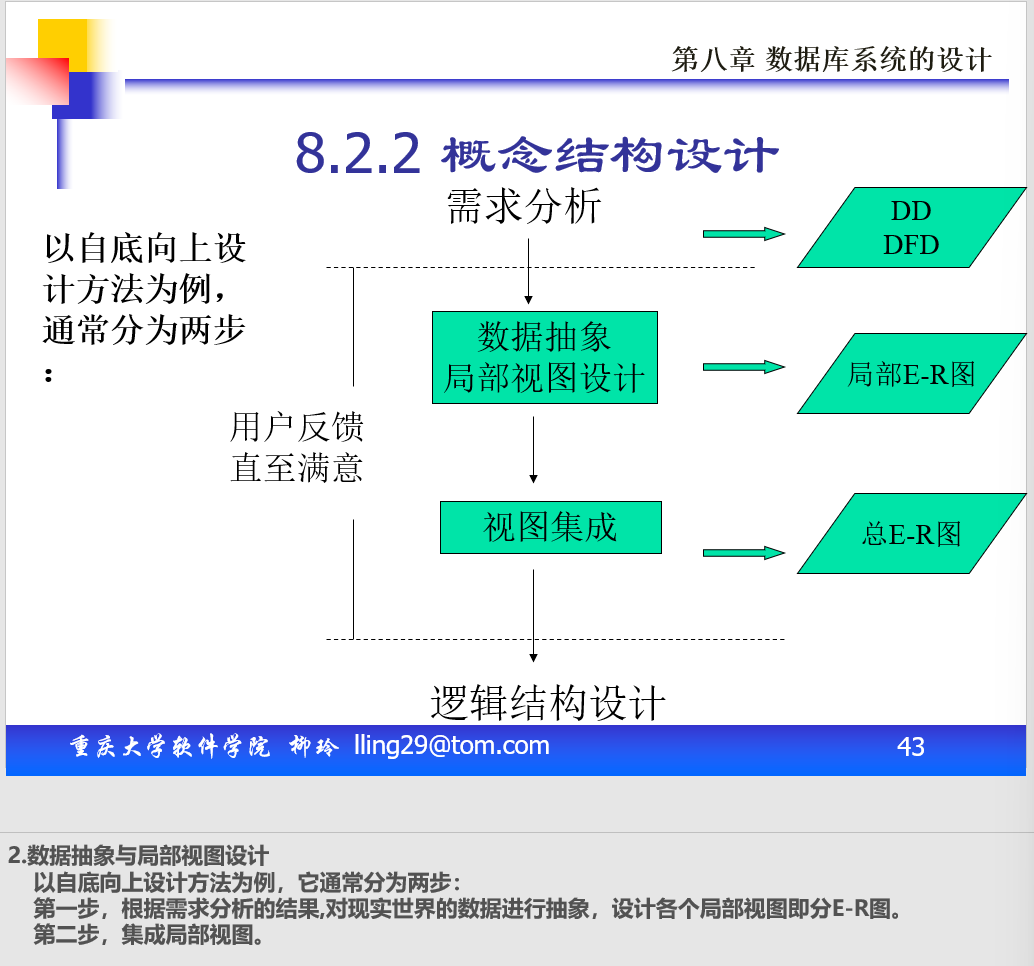 第八章 数据库系统的设计
8.2.2 概念结构设计
需求分析
DD
DFD
以自底向上设
计方法为例，
通常分为两步
：
数据抽象
局部视图设计
局部E-R图
用户反馈
直至满意
视图集成
总E-R图
逻辑结构设计
重庆大学软件学院 柳玲 lling29@tom.com
43
2.数据抽象与局部视图设计
以自底向上设计方法为例，它通常分为两步：
第一步，根据需求分析的结果,对现实世界的数据进行抽象，设计各个局部视图即分E-R图。
第二步，集成局部视图。